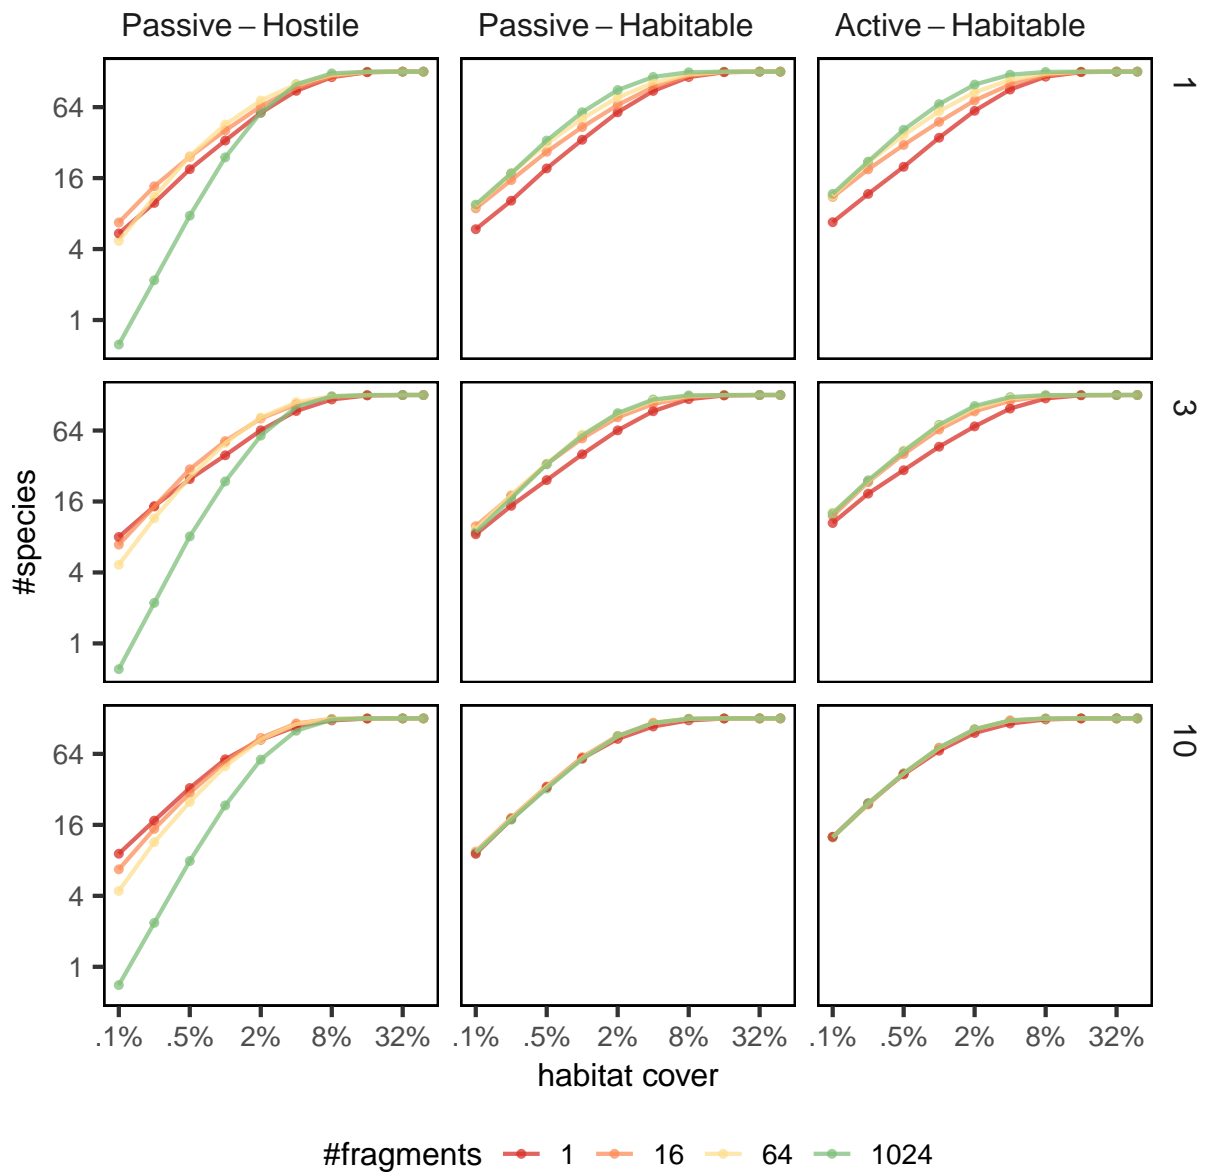 Passive – Hostile
Passive – Habitable
Active – Habitable
64
16
4
1
1
64
16
4
1
3
64
16
4
1
10
#species
.1% .5% 2% 8% 32%
.1% .5% 2% 8% 32%
.1% .5% 2% 8% 32%
habitat cover
#fragments 1 16 64 1024